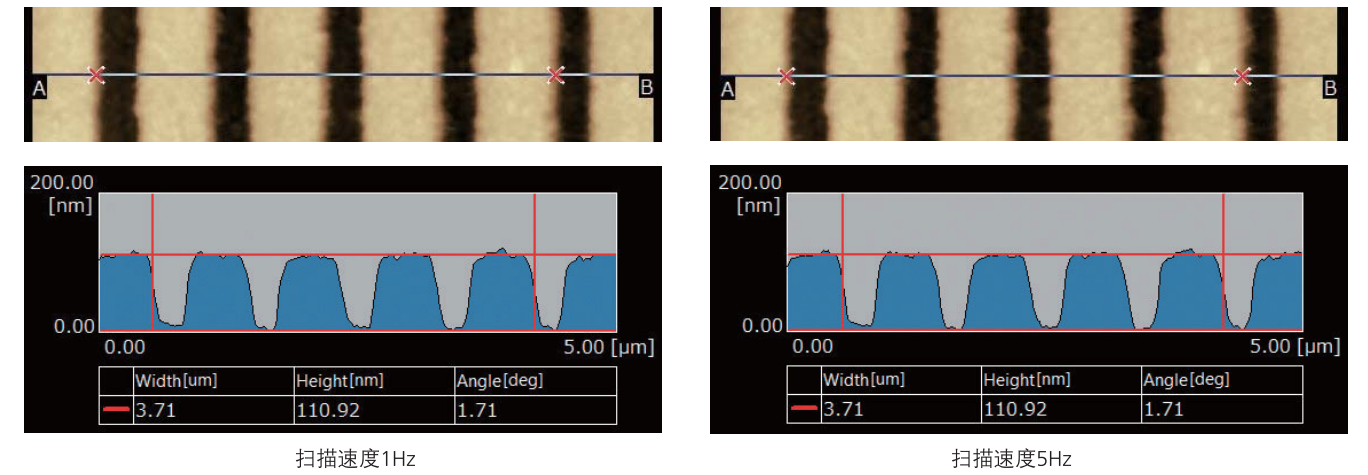 A
B
200.00
[nm]
0.00
0.00
5.00 [µm]
Width[um]
Height[nm]
Angle[deg]
3.71
110.92
1.71
扫描速度1Hz
A
B
200.00
[nm]
0.00
0.00
5.00 [µm]
Width[um]
Height[nm]
Angle[deg]
3.71
110.92
1.71
扫描速度5Hz